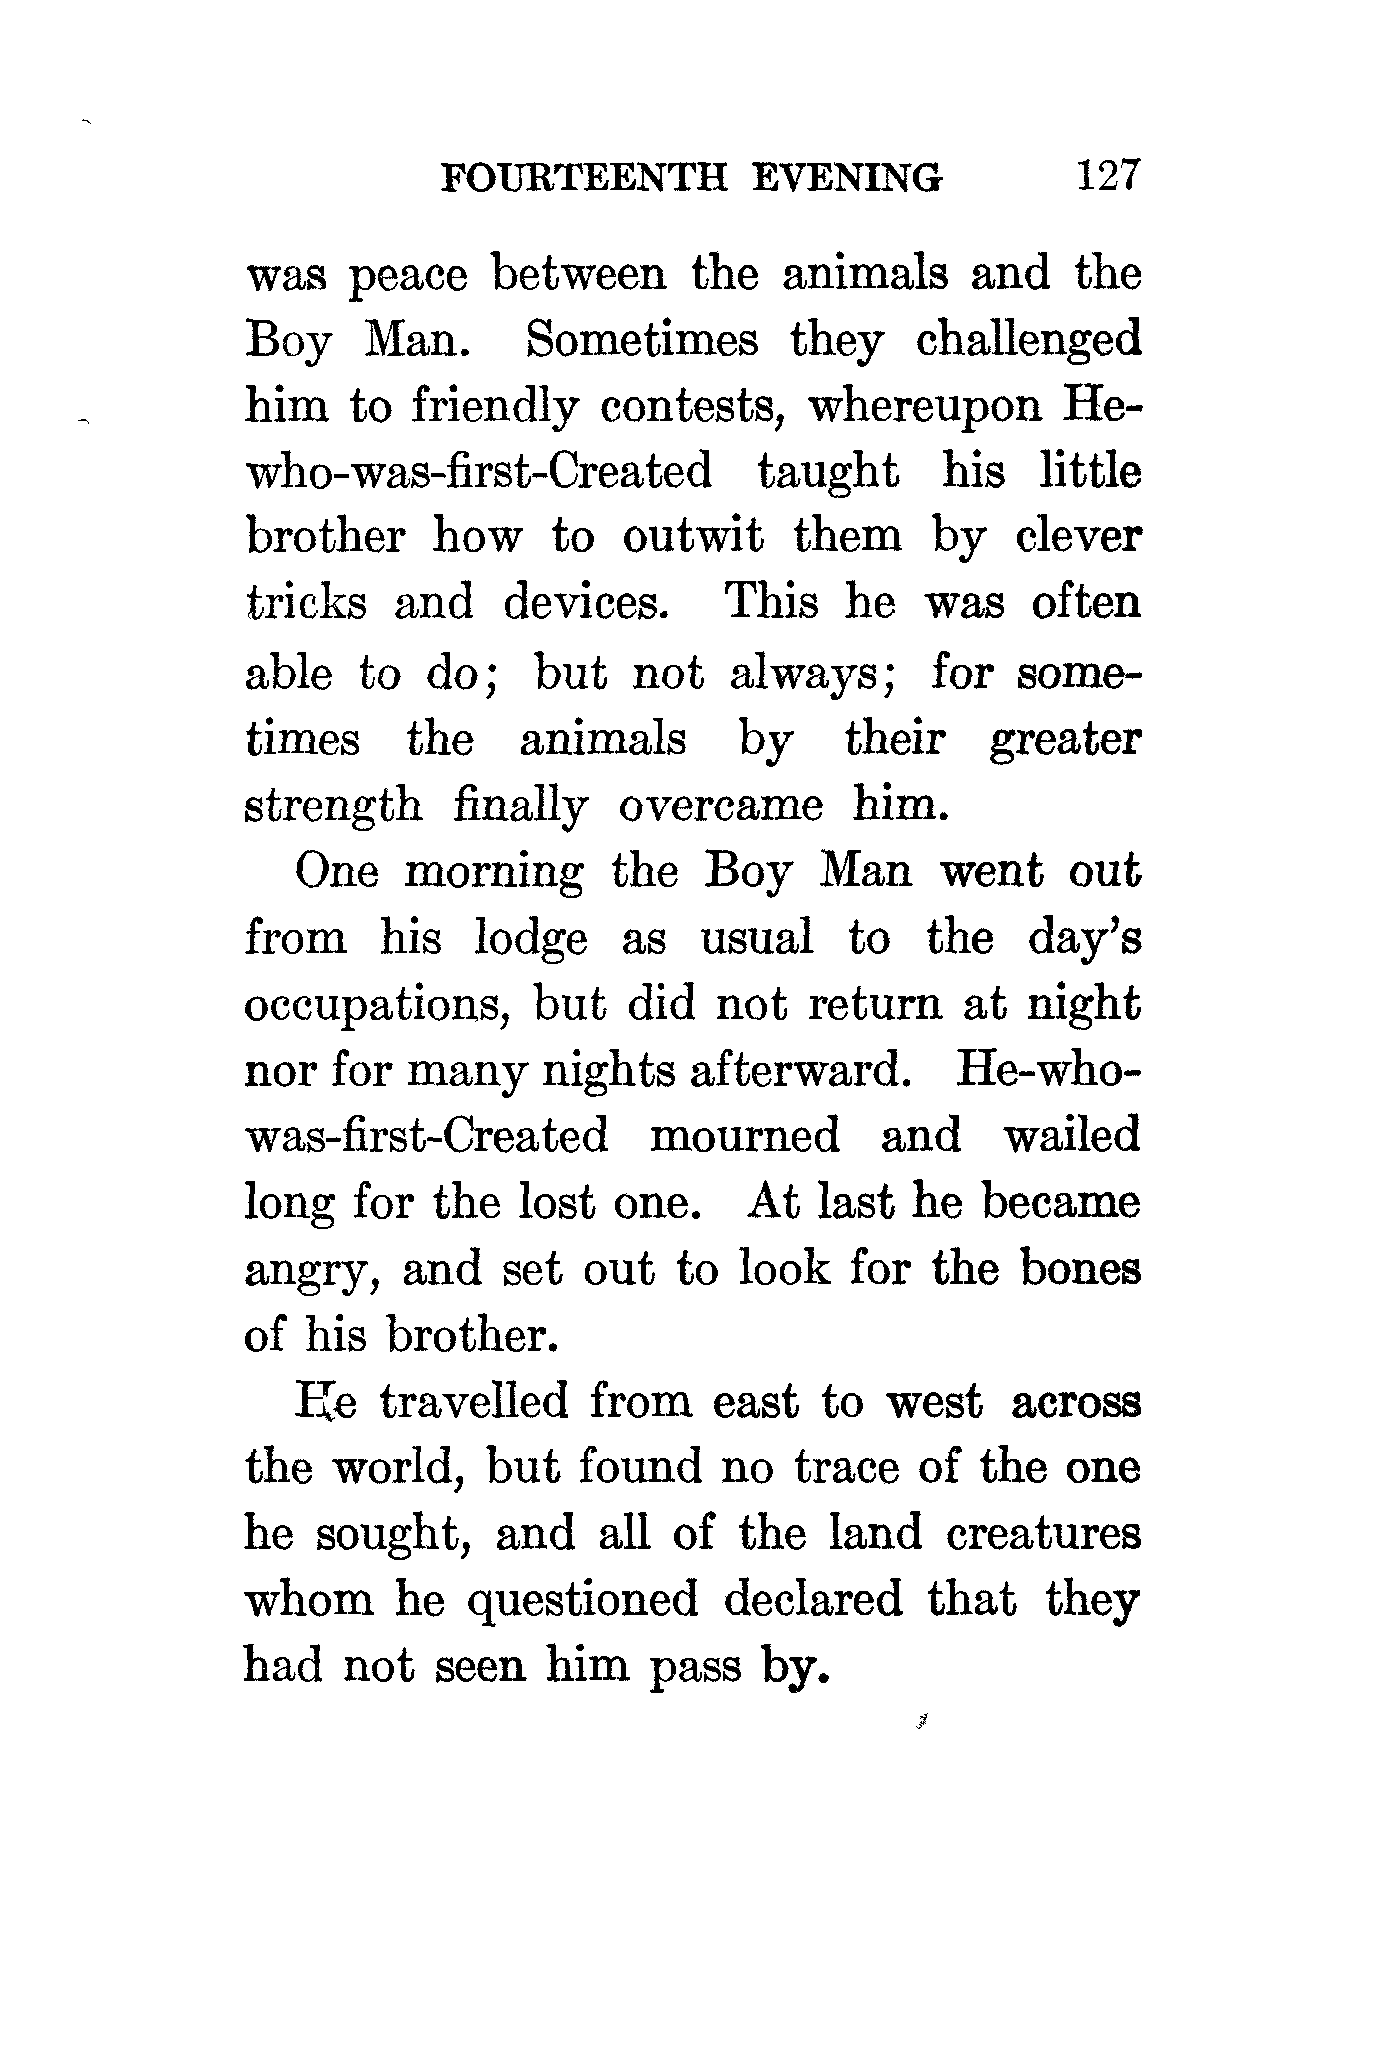 FOURTEENTH EVENING 127
was peace between the animals and the
Boy Man. Sometimes they challenged
him to friendly contests, whereupon He-
who-was-first-Created taught his little
brother how to outwit them by clever
tricks and devices. This he was often
able to do; but not always; for some-
times the animals by their greater
strength finally overcame him.
One morning the Boy Man went out
from his lodge as usual to the day's
occupations, but did not return at night
nor for many nights afterward. He-who-
was-first-Created mourned and wailed
long for the lost one. At last he became
angry, and set out to look for the bones
of his brother.
He travelled from east to west across
the world, but found no trace of the one
he sought, and all of the land creatures
whom he questioned declared that they
had not seen him pass by.